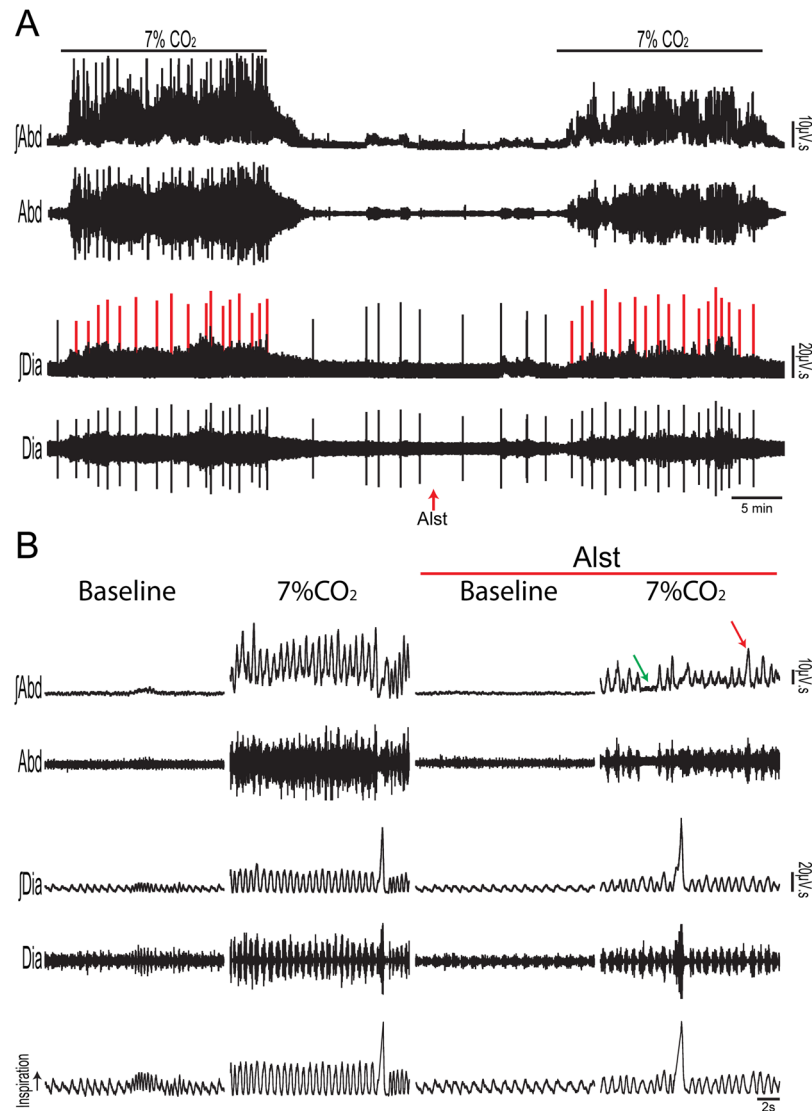 A
7% CO₂
7% CO₂
∫Abd
10µV.s
Abd
∫Dia
20µV.s
Dia
Alst
5 min
B
Alst
Baseline
7%CO₂
Baseline
7%CO₂
∫Abd
10µV.s
Abd
∫Dia
20µV.s
Dia
Inspiration
2s